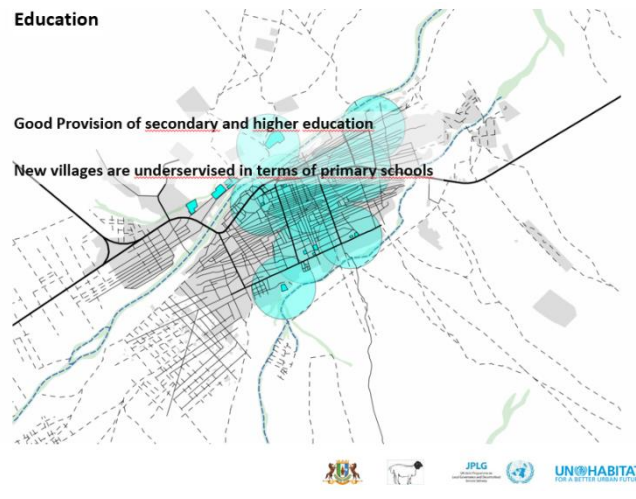 Education
Good Provision of secondary and higher education
New villages are underservised in terms of primary schools
JPLG
UN HABITAT
FOR A BETTER URBAN FUTU